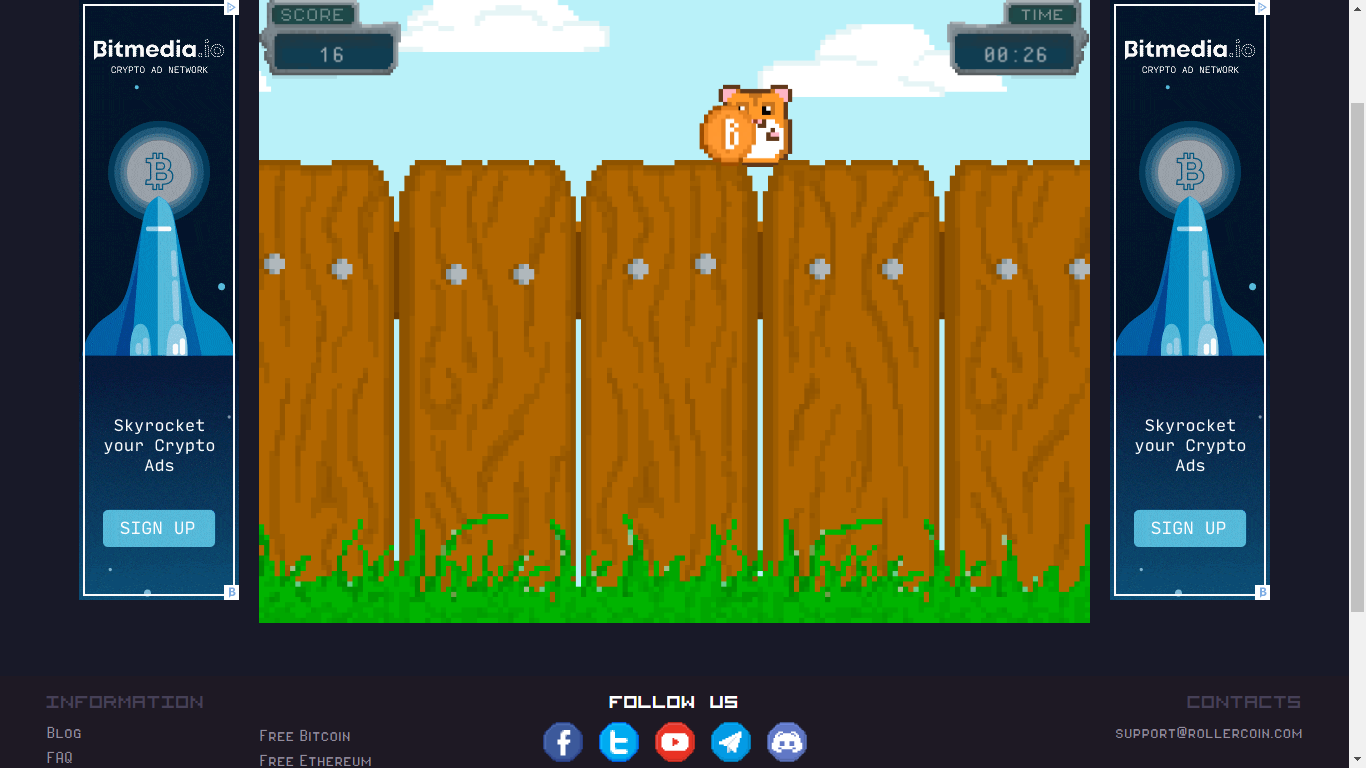 Bitmedia.io
CRYPTO AD NETWORK
Skyrocket
your Crypto
Ads
SIGN UP
SCORE
16
TIME
00:26
Bitmedia.io
CRYPTO AD NETWORK
Skyrocket
your Crypto
Ads
SIGN UP
INFORMATION
Blog
FAQ
Free Bitcoin
Free Ethereum
FOLLOW US
CONTACTS
support@rollercoin.com